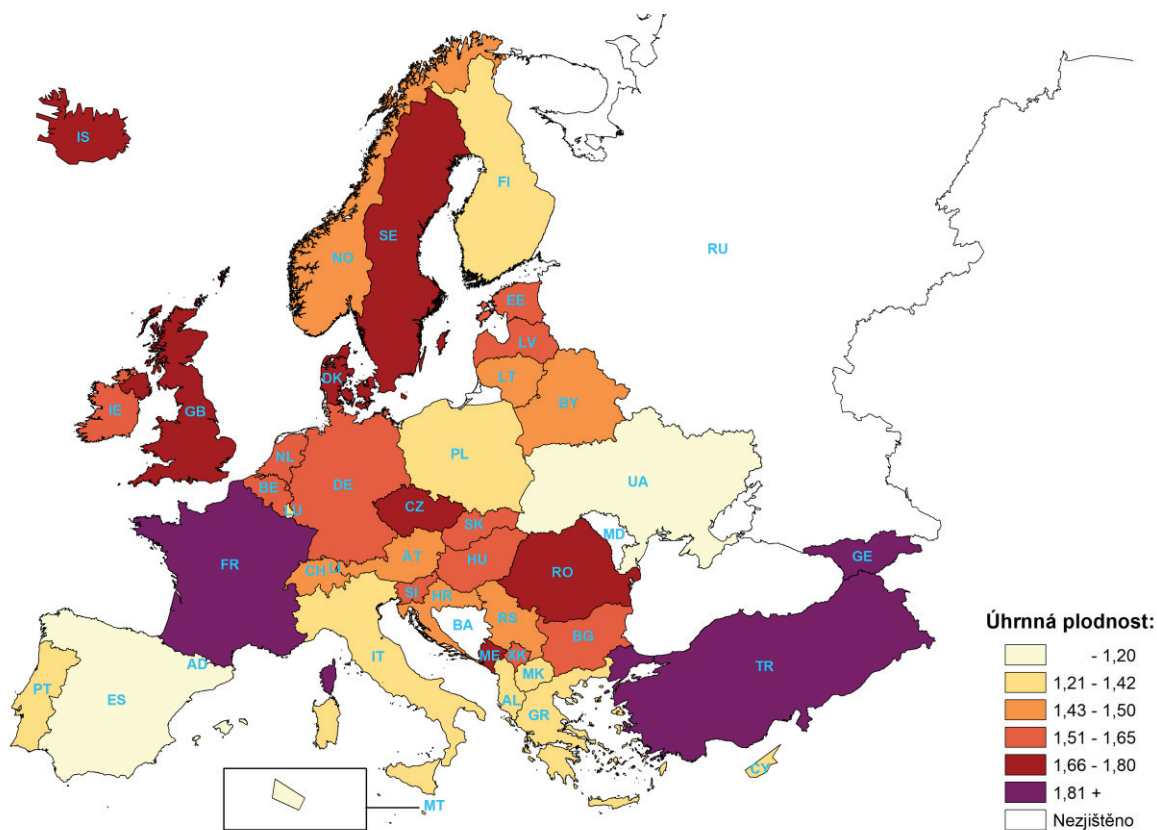 IS
FI
SE
NO
RU
EE
LV
LT
DK
BY
IE
GB
NL
PL
DE
BE
UA
LU
CZ
SK
MD
FR
AT
HU
GE
CH
LI
RO
SI
HR
RS
BA
BG
ME
XK
IT
AD
MK
TR
PT
ES
AL
GR
CY
MT
Úhrnná plodnost:
- 1,20
1,21 - 1,42
1,43 - 1,50
1,51 - 1,65
1,66 - 1,80
1,81 +
Nezjištěno